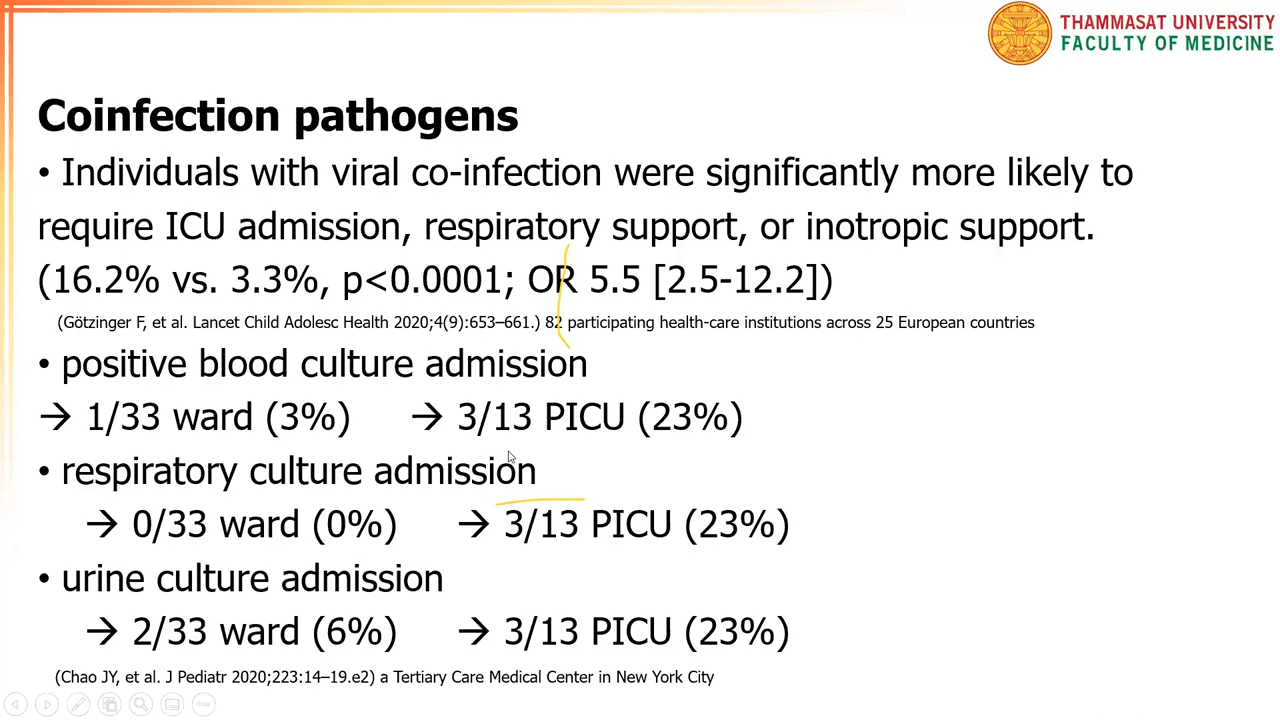 THAMMASAT UNIVERSITY
FACULTY OF MEDICINE
Coinfection pathogens
• Individuals with viral co-infection were significantly more likely to
require ICU admission, respiratory support, or inotropic support.
(16.2% vs. 3.3%, p<0.0001; OR 5.5 [2.5-12.2])
(Götzinger F, et al. Lancet Child Adolesc Health 2020;4(9):653–661.) 82 participating health-care institutions across 25 European countries
• positive blood culture admission
→ 1/33 ward (3%) → 3/13 PICU (23%)
• respiratory culture admission
→ 0/33 ward (0%) → 3/13 PICU (23%)
• urine culture admission
→ 2/33 ward (6%) → 3/13 PICU (23%)
(Chao JY, et al. J Pediatr 2020;223:14–19.e2) a Tertiary Care Medical Center in New York City